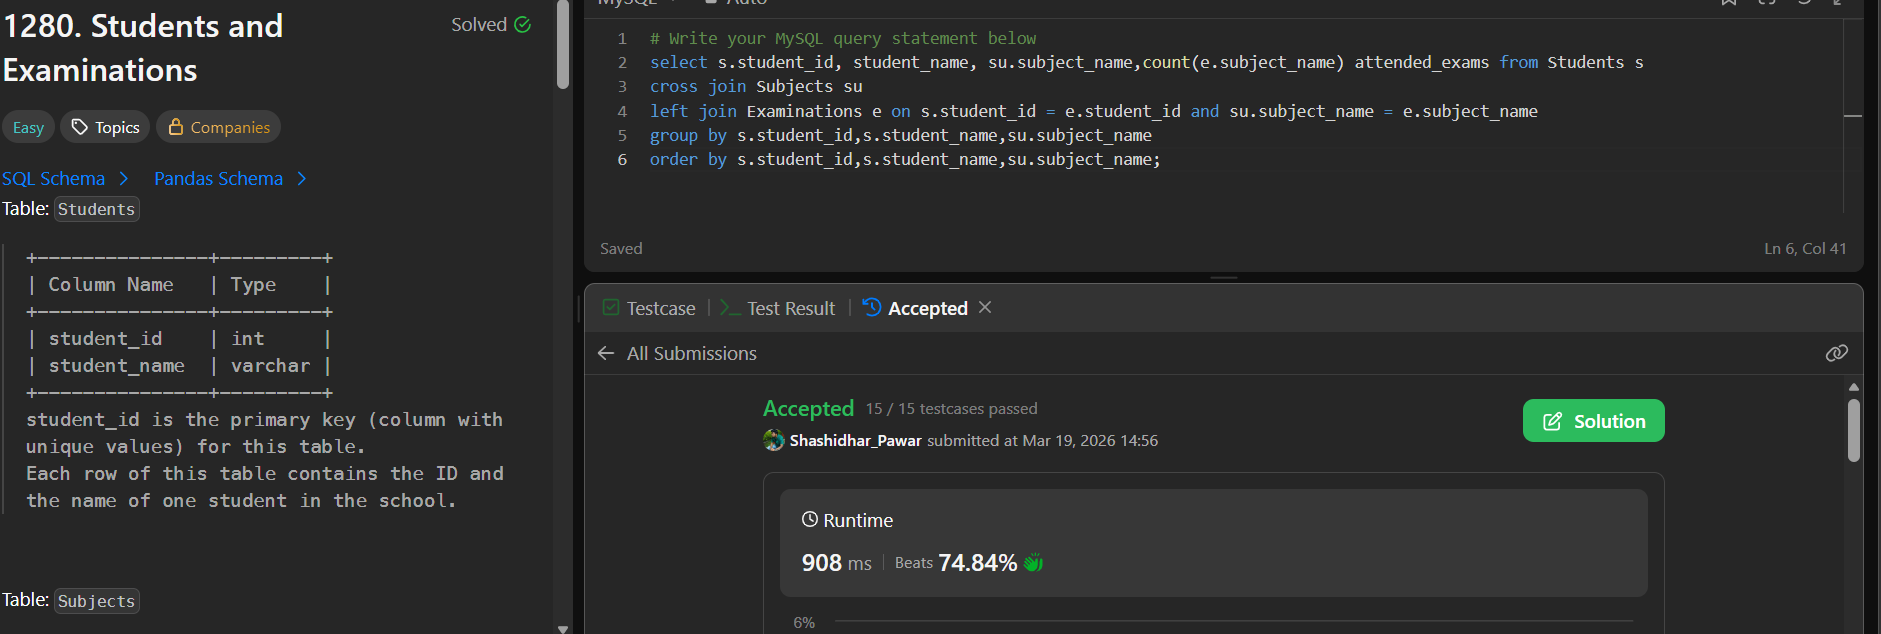 1280. Students and
Examinations
Solved
Easy
Topics
Companies
SQL Schema
Pandas Schema
Table: Students
+---------------+---------+
| Column Name   | Type    |
+---------------+---------+
| student_id    | int     |
| student_name  | varchar |
+---------------+---------+
student_id is the primary key (column with
unique values) for this table.
Each row of this table contains the ID and
the name of one student in the school.
Table: Subjects
MySQL
Auto
1 # Write your MySQL query statement below
2 select s.student_id, student_name, su.subject_name,count(e.subject_name) attended_exams from Students s
3 cross join Subjects su
4 left join Examinations e on s.student_id = e.student_id and su.subject_name = e.subject_name
5 group by s.student_id,s.student_name,su.subject_name
6 order by s.student_id,s.student_name,su.subject_name;
Saved
Ln 6, Col 41
Testcase
Test Result
Accepted
All Submissions
Accepted 15 / 15 testcases passed
Shashidhar_Pawar submitted at Mar 19, 2026 14:56
Solution
Runtime
908 ms
Beats 74.84%
6%